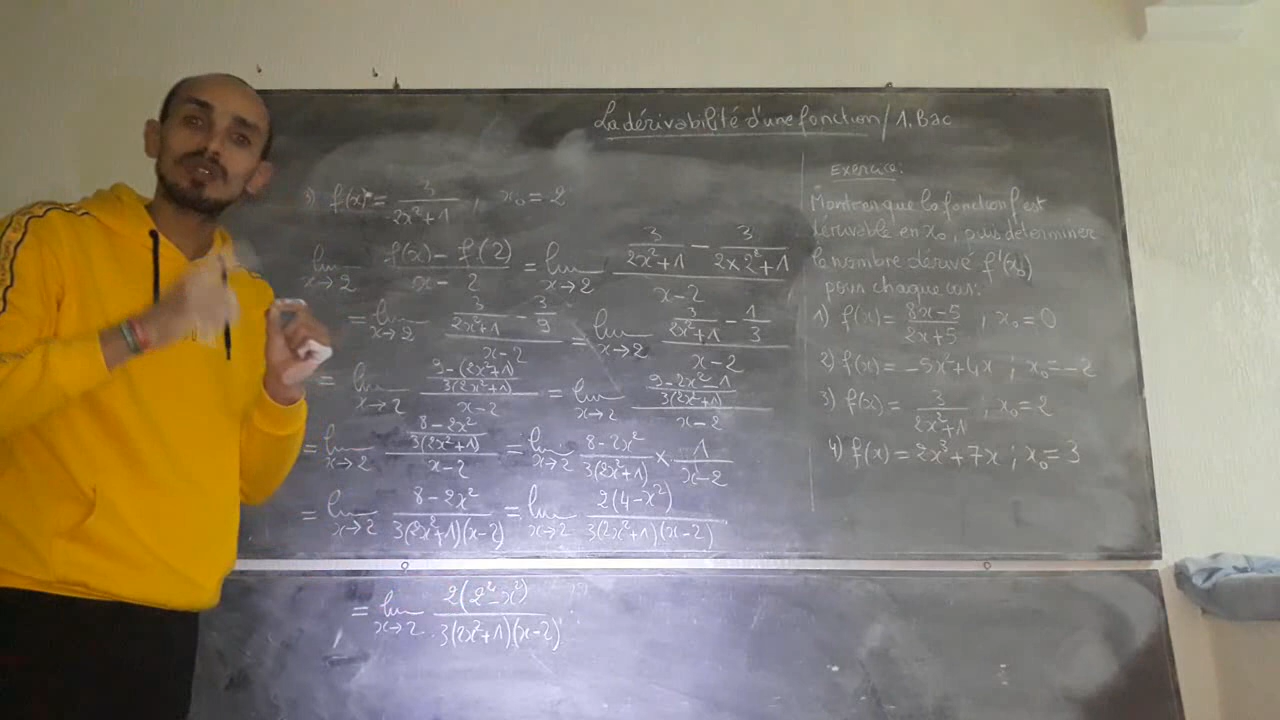 La dérivabilité d'une fonction / 1. Bac
3) f(x) = 3/(2x²+1) , x₀ = 2
lim x→2 (f(x) - f(2))/(x - 2) = lim x→2 (3/(2x²+1) - 3/(2×2²+1))/(x-2)
= lim x→2 (3/(2x²+1) - 3/9)/(x-2) = lim x→2 (3/(2x²+1) - 1/3)/(x-2)
= lim x→2 ((9-(2x²+1))/(3(2x²+1)))/(x-2) = lim x→2 ((9-2x²-1)/(3(2x²+1)))/(x-2)
= lim x→2 ((8-2x²)/(3(2x²+1)))/(x-2) = lim x→2 (8-2x²)/(3(2x²+1)) × 1/(x-2)
= lim x→2 (8-2x²)/(3(2x²+1)(x-2)) = lim x→2 2(4-x²)/(3(2x²+1)(x-2))
= lim x→2 2(2²-x²)/(3(2x²+1)(x-2))
Exercice:
Montrer que la fonction f est
dérivable en x₀, puis déterminer
le nombre dérivé f'(x₀)
pour chaque cas:
1) f(x) = (8x-5)/(2x+5) ; x₀ = 0
2) f(x) = -5x²+4x ; x₀ = -2
3) f(x) = 3/(2x²+1) ; x₀ = 2
4) f(x) = 2x³+7x ; x₀ = 3